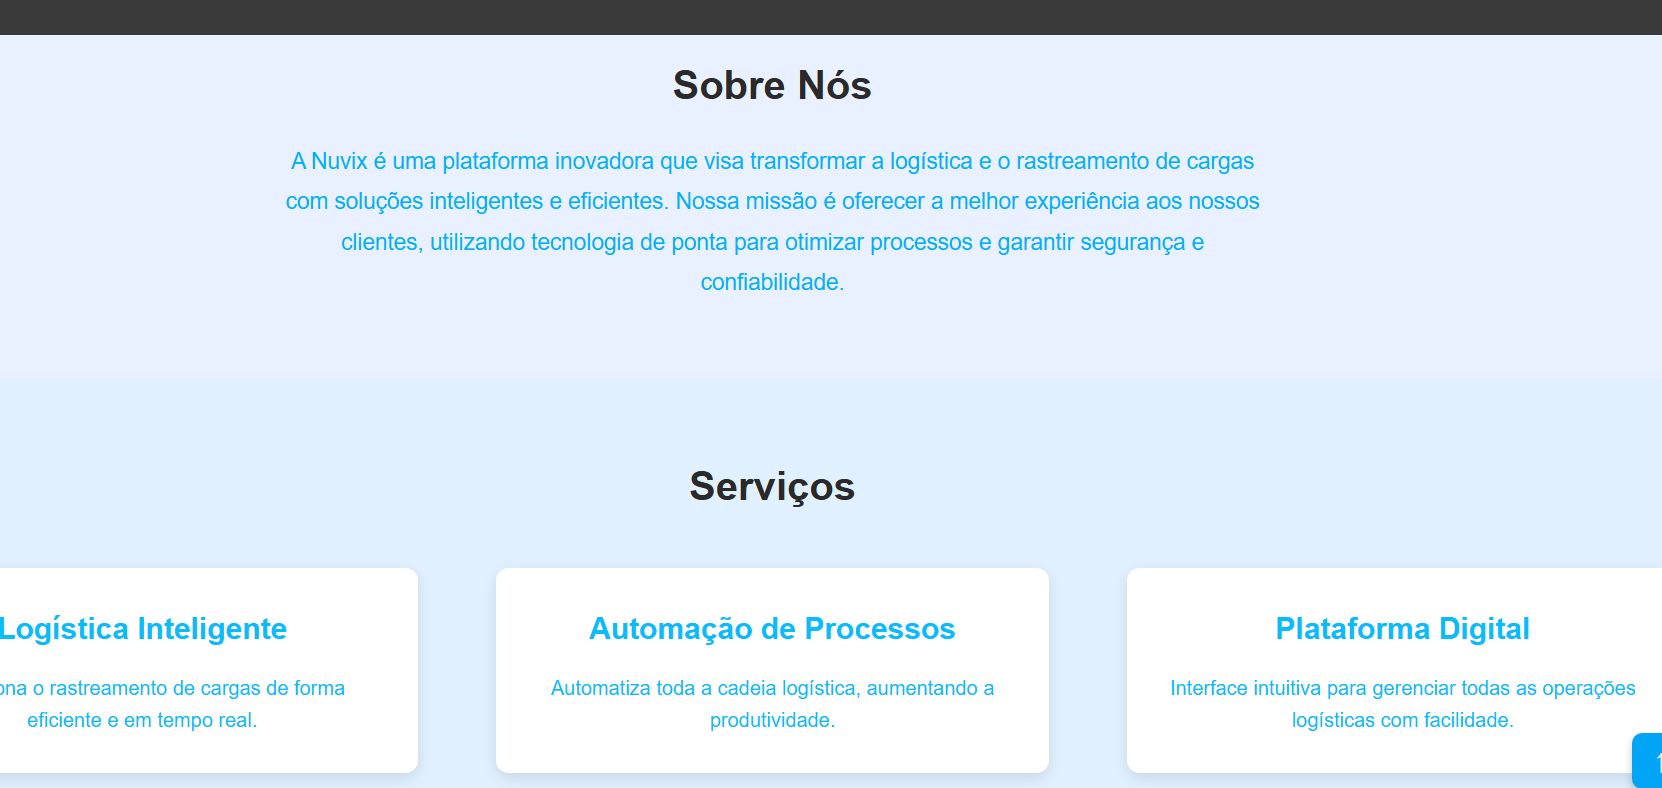 Sobre Nós
A Nuvix é uma plataforma inovadora que visa transformar a logística e o rastreamento de cargas
com soluções inteligentes e eficientes. Nossa missão é oferecer a melhor experiência aos nossos
clientes, utilizando tecnologia de ponta para otimizar processos e garantir segurança e
confiabilidade.
Serviços
Logística Inteligente
o rastreamento de cargas de forma
eficiente e em tempo real.
Automação de Processos
Automatiza toda a cadeia logística, aumentando a
produtividade.
Plataforma Digital
Interface intuitiva para gerenciar todas as operações
logísticas com facilidade.